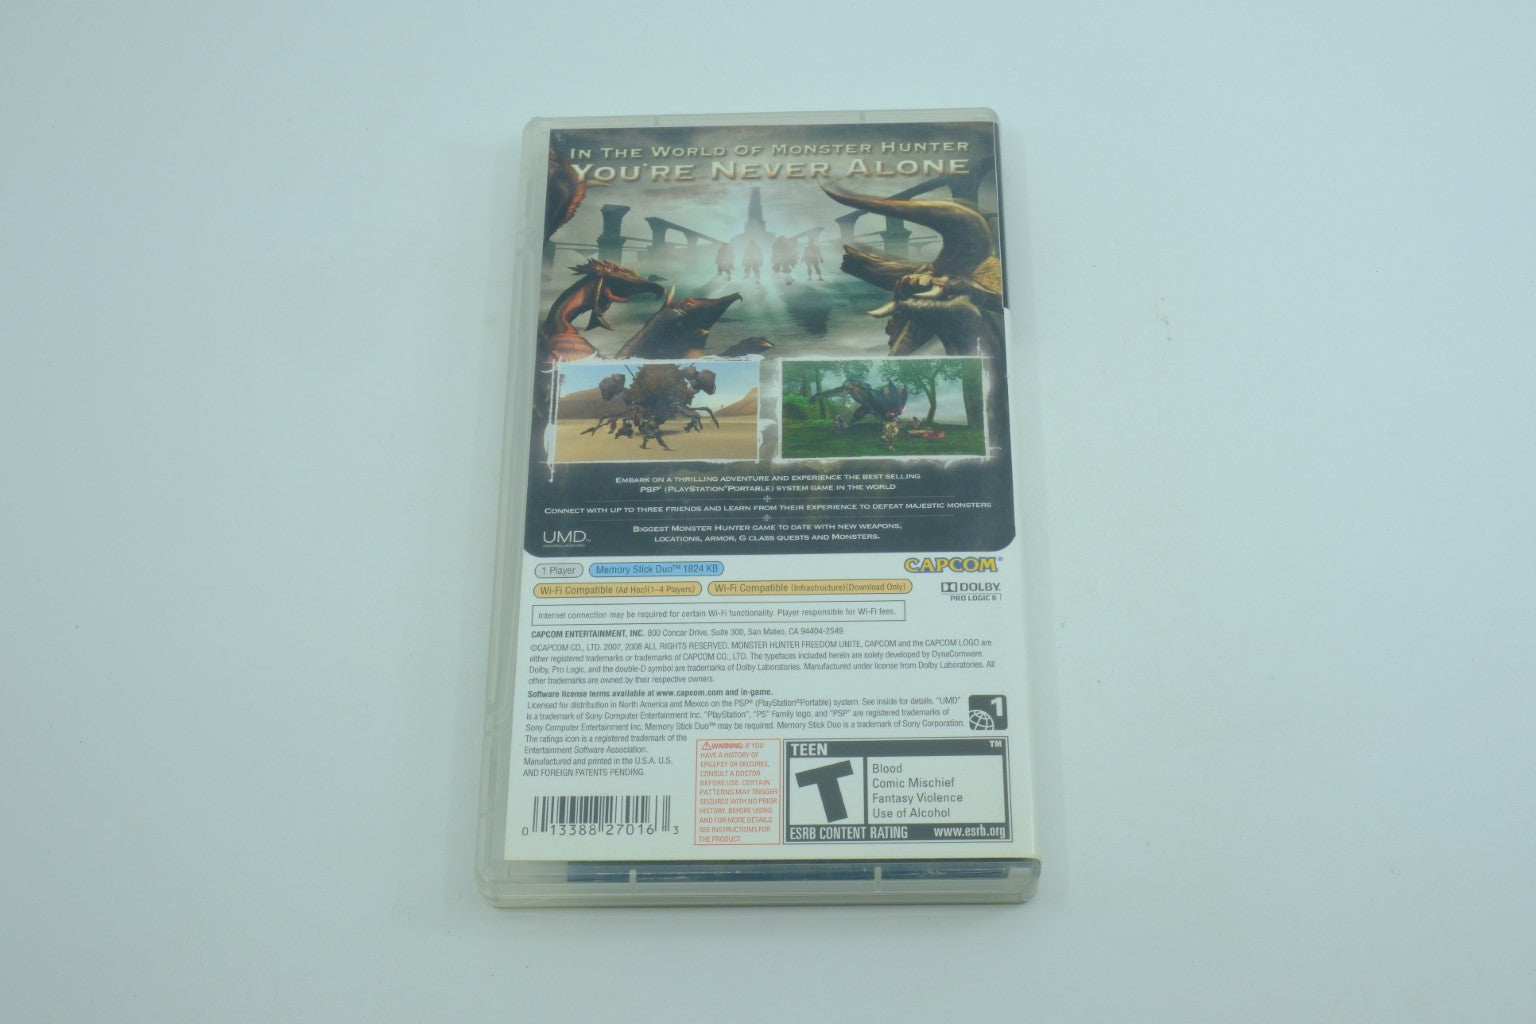 IN THE WORLD OF MONSTER HUNTER
YOU'RE NEVER ALONE
EMBARK ON A THRILLING ADVENTURE AND EXPERIENCE THE BEST SELLING
PSP® (PLAYSTATION®PORTABLE) SYSTEM GAME IN THE WORLD
CONNECT WITH UP TO THREE FRIENDS AND LEARN FROM THEIR EXPERIENCE TO DEFEAT MAJESTIC MONSTERS
BIGGEST MONSTER HUNTER GAME TO DATE WITH NEW WEAPONS,
LOCATIONS, ARMOR, G CLASS QUESTS AND MONSTERS.
UMD
1 Player
Memory Stick Duo™ 1824 KB
CAPCOM®
Wi-Fi Compatible (Ad Hoc)(1-4 Players)
Wi-Fi Compatible (Infrastructure)(Download Only)
DOLBY
PRO LOGIC II
Internet connection may be required for certain Wi-Fi functionality. Player responsible for Wi-Fi fees.
CAPCOM ENTERTAINMENT, INC. 800 Concar Drive, Suite 300, San Mateo, CA 94404-2549
©CAPCOM CO., LTD. 2007, 2008 ALL RIGHTS RESERVED. MONSTER HUNTER FREEDOM UNITE, CAPCOM and the CAPCOM LOGO are
either registered trademarks or trademarks of CAPCOM CO., LTD. The typefaces included herein are solely developed by DynaComware.
Dolby, Pro Logic, and the double-D symbol are trademarks of Dolby Laboratories. Manufactured under license from Dolby Laboratories. All
other trademarks are owned by their respective owners.
Software license terms available at www.capcom.com and in-game.
Licensed for distribution in North America and Mexico on the PSP® (PlayStation®Portable) system. See inside for details. "UMD"
is a trademark of Sony Computer Entertainment Inc. "PlayStation", "PS" Family logo, and "PSP" are registered trademarks of
Sony Computer Entertainment Inc. Memory Stick Duo™ may be required. Memory Stick Duo is a trademark of Sony Corporation.
The ratings icon is a registered trademark of the
Entertainment Software Association.
Manufactured and printed in the U.S.A. U.S.
AND FOREIGN PATENTS PENDING.
1
WARNING: IF YOU
HAVE A HISTORY OF
EPILEPSY OR SEIZURES,
CONSULT A DOCTOR
BEFORE USE. CERTAIN
PATTERNS MAY TRIGGER
SEIZURES WITH NO PRIOR
HISTORY. BEFORE USING
AND FOR MORE DETAILS
SEE INSTRUCTIONS FOR
THE PRODUCT.
TEEN ™
T
Blood
Comic Mischief
Fantasy Violence
Use of Alcohol
ESRB CONTENT RATING www.esrb.org
0 13388 27016 3